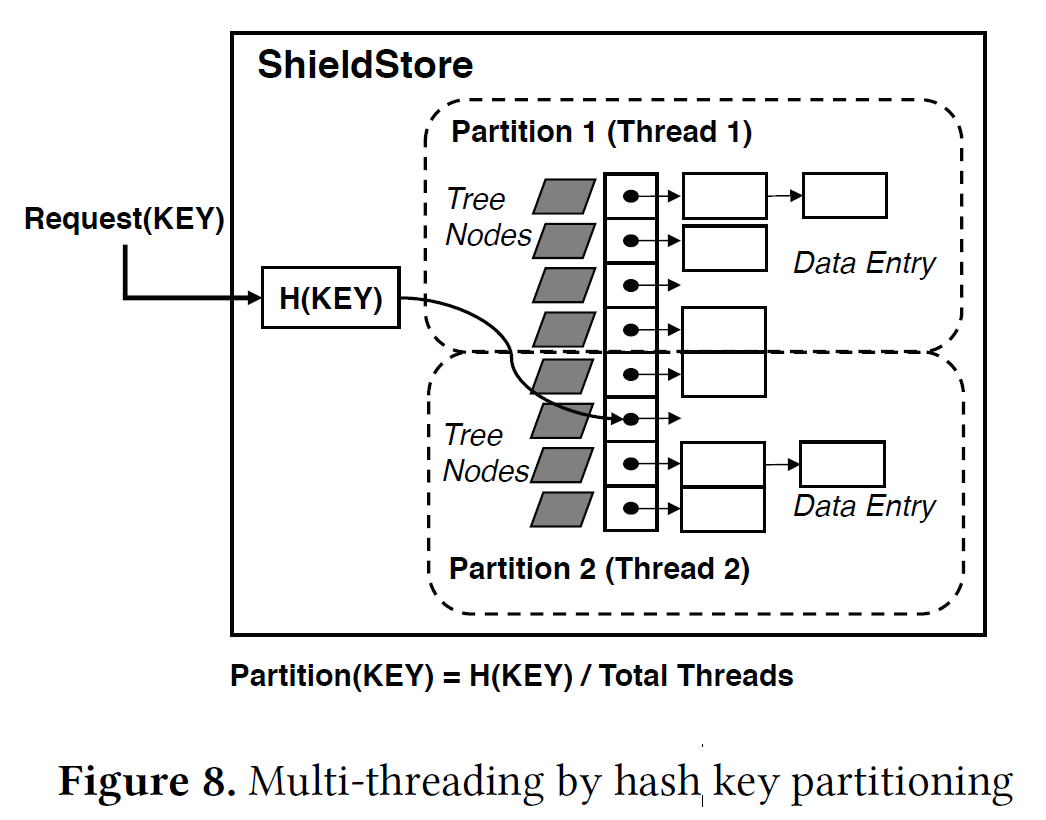 ShieldStore
Partition 1 (Thread 1)
Tree
Nodes
Request(KEY)
Data Entry
H(KEY)
Tree
Nodes
Data Entry
Partition 2 (Thread 2)
Partition(KEY) = H(KEY) / Total Threads
Figure 8. Multi-threading by hash key partitioning